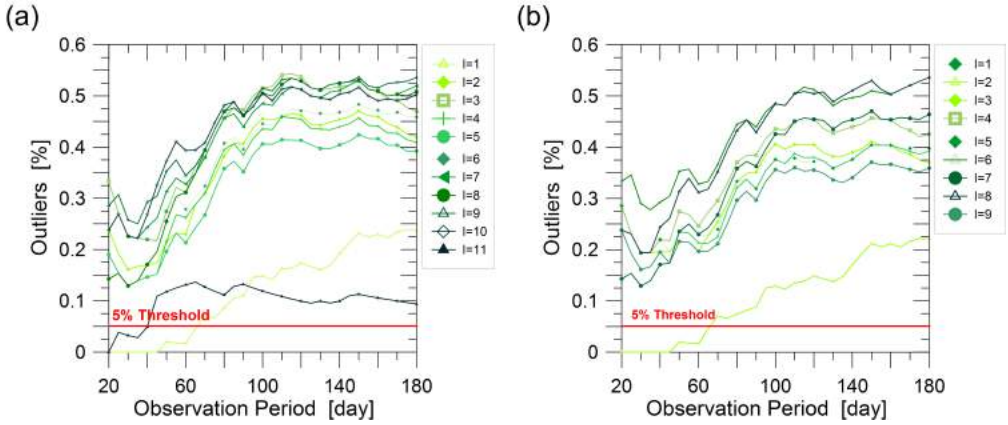 (a)
(b)
0.6
0.5
0.4
0.3
0.2
0.1
0
Outliers [%]
5% Threshold
20 60 100 140 180
Observation Period [day]
I=1
I=2
I=3
I=4
I=5
I=6
I=7
I=8
I=9
I=10
I=11
0.6
0.5
0.4
0.3
0.2
0.1
0
Outliers [%]
5% Threshold
20 60 100 140 180
Observation Period [day]
I=1
I=2
I=3
I=4
I=5
I=6
I=7
I=8
I=9